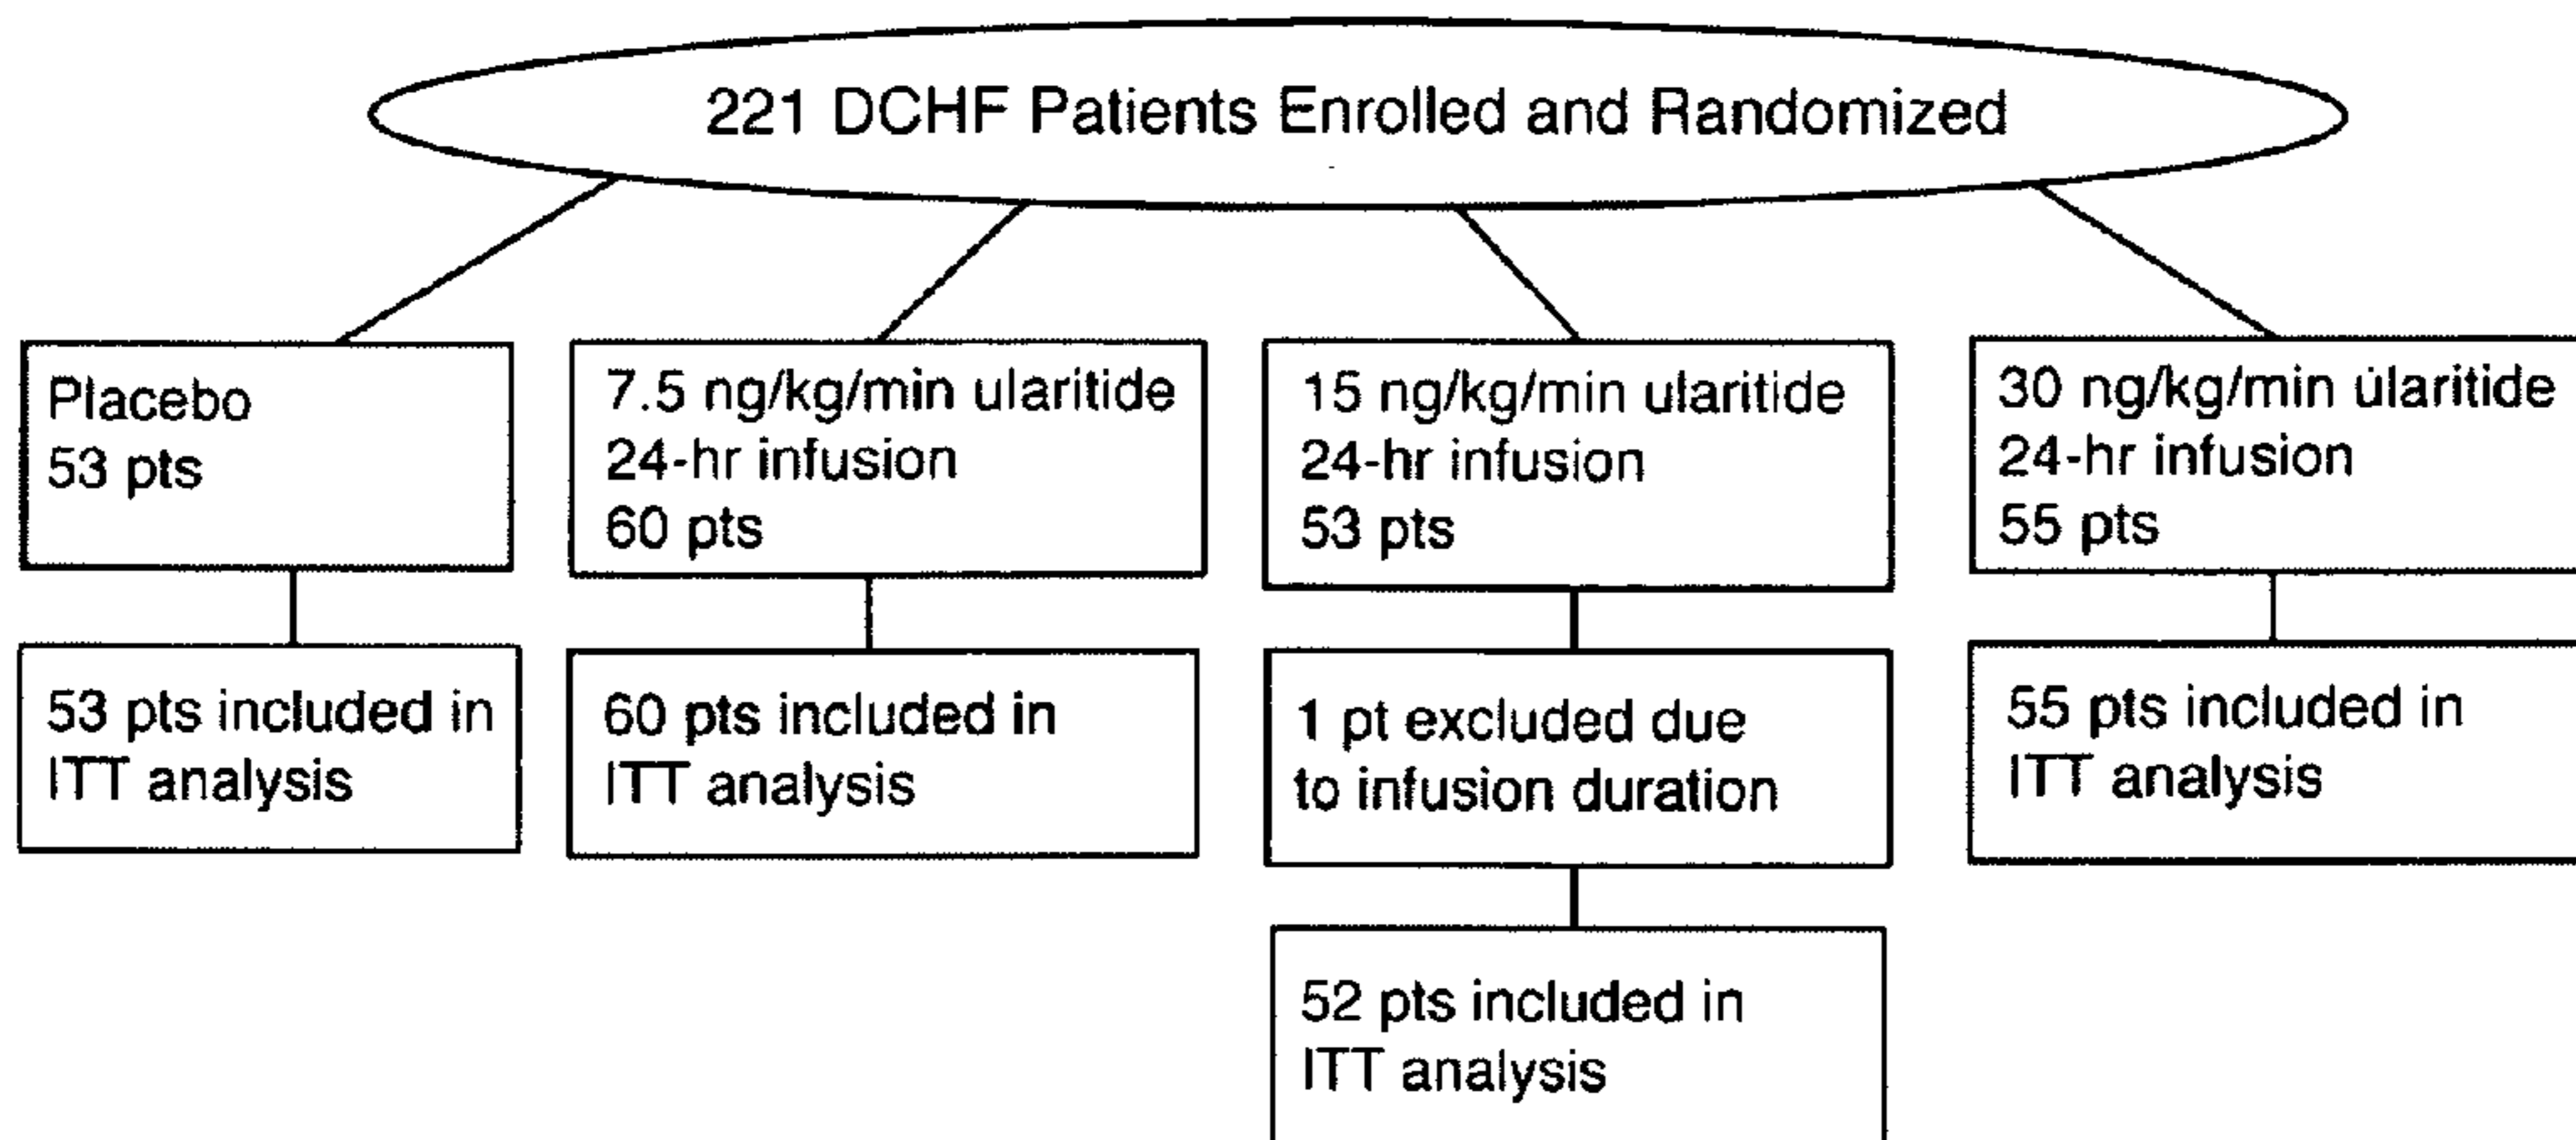 221 DCHF Patients Enrolled and Randomized
Placebo
53 pts
7.5 ng/kg/min ularitide
24-hr infusion
60 pts
15 ng/kg/min ularitide
24-hr infusion
53 pts
30 ng/kg/min ularitide
24-hr infusion
55 pts
53 pts included in
ITT analysis
60 pts included in
ITT analysis
1 pt excluded due
to infusion duration
55 pts included in
ITT analysis
52 pts included in
ITT analysis